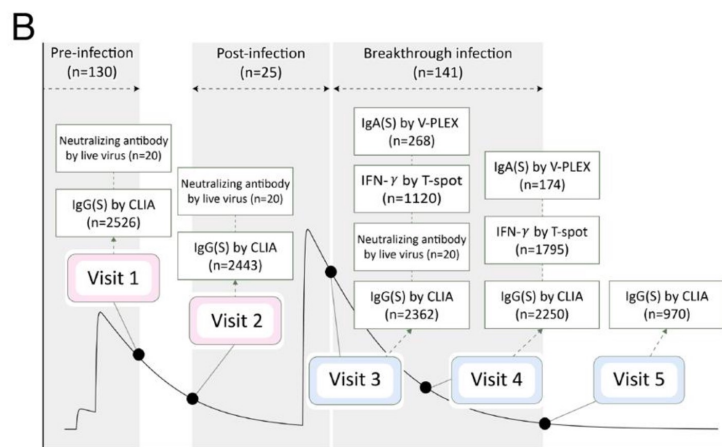 B
Pre-infection
(n=130)
Post-infection
(n=25)
Breakthrough infection
(n=141)
Neutralizing antibody
by live virus (n=20)
IgG(S) by CLIA
(n=2526)
Visit 1
Neutralizing antibody
by live virus (n=20)
IgG(S) by CLIA
(n=2443)
Visit 2
IgA(S) by V-PLEX
(n=268)
IFN-γ by T-spot
(n=1120)
Neutralizing antibody
by live virus (n=20)
IgG(S) by CLIA
(n=2362)
Visit 3
IgA(S) by V-PLEX
(n=174)
IFN-γ by T-spot
(n=1795)
IgG(S) by CLIA
(n=2250)
Visit 4
IgG(S) by CLIA
(n=970)
Visit 5